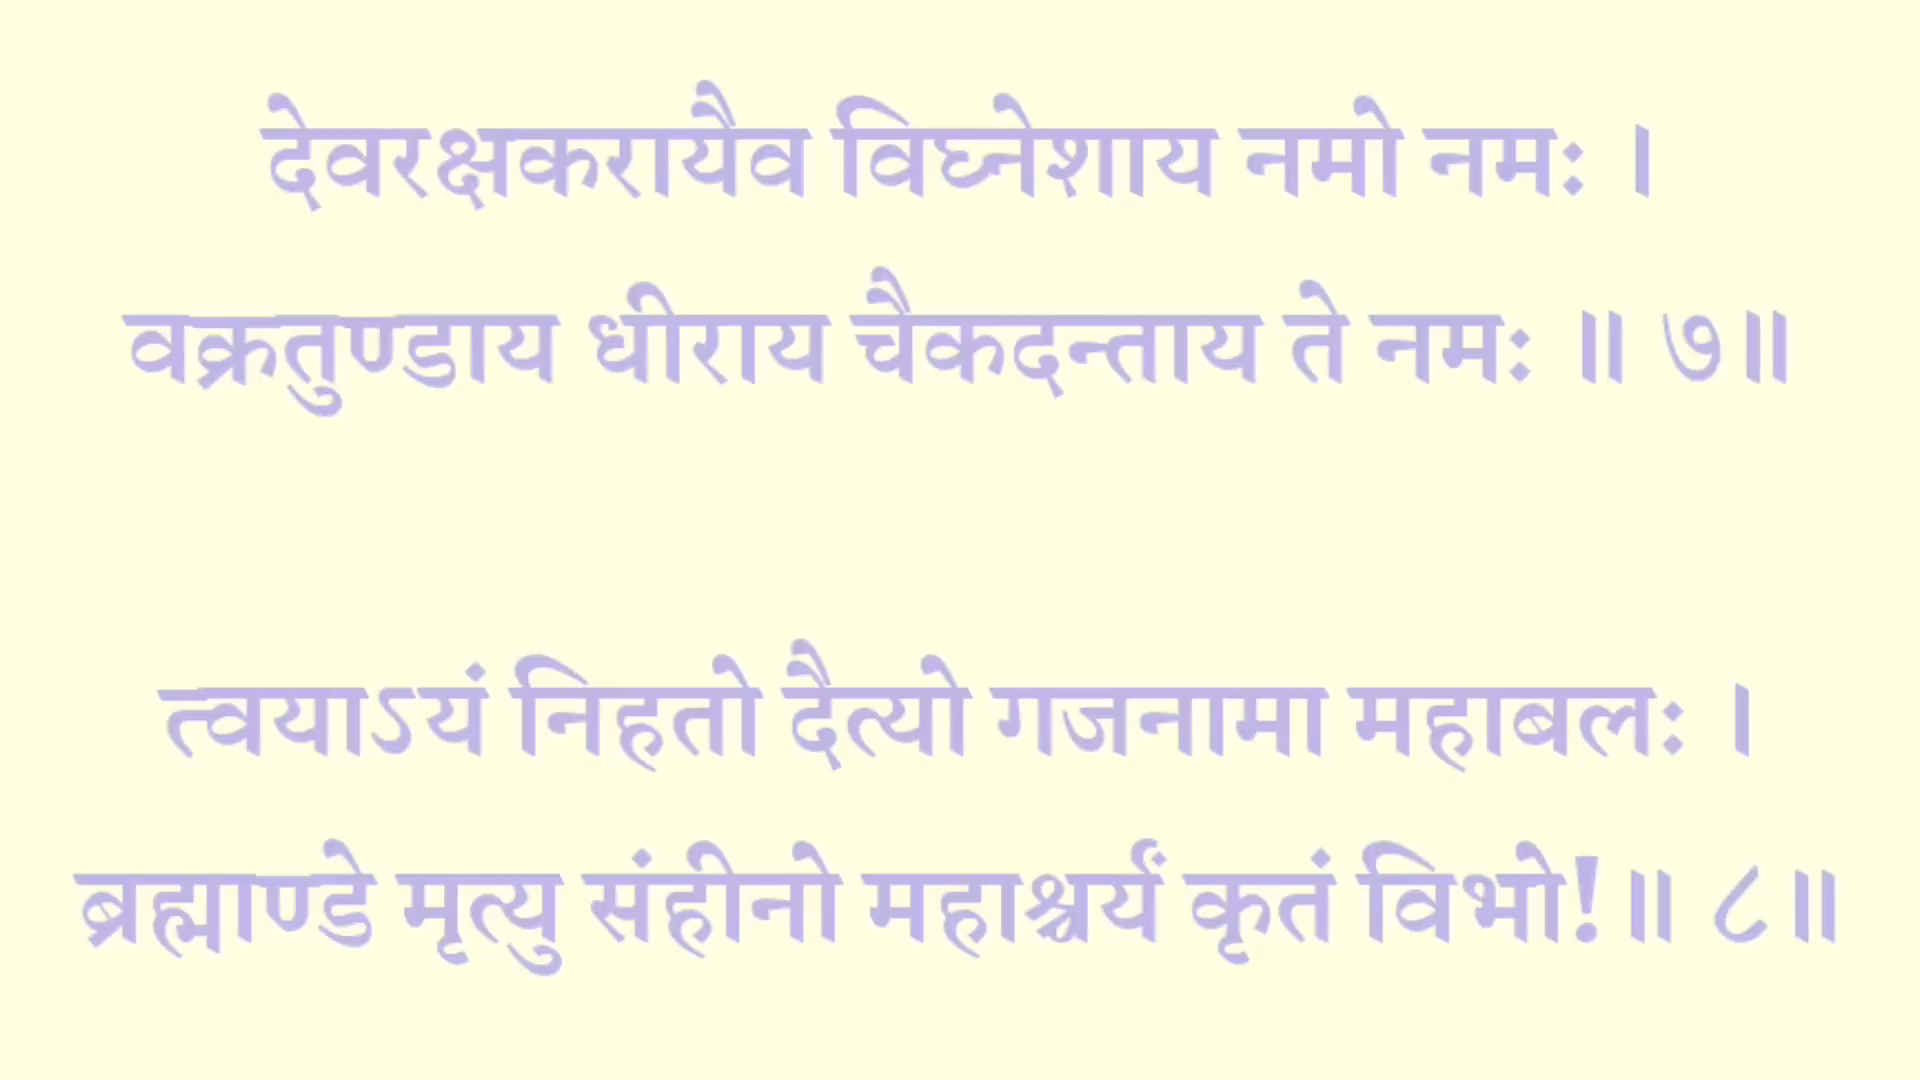 देवरक्षकरायैव विघ्नेशाय नमो नमः ।
वक्रतुण्डाय धीराय चैकदन्ताय ते नमः ॥ ७॥
त्वयाऽयं निहतो दैत्यो गजनामा महाबलः ।
ब्रह्माण्डे मृत्यु संहीनो महाश्चर्यं कृतं विभो!॥ ८॥